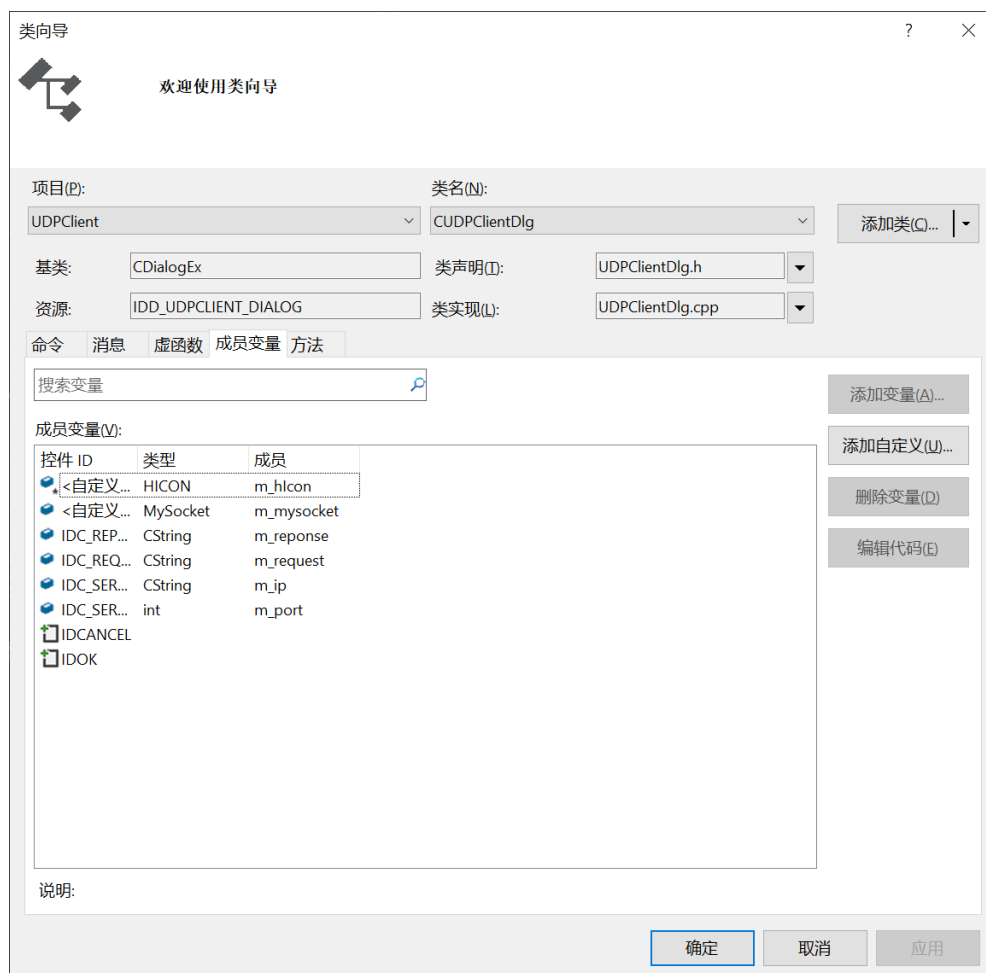 类向导 ?
欢迎使用类向导
项目(P): 类名(N):
UDPClient CUDPClientDlg 添加类(C)...
基类: CDialogEx 类声明(T): UDPClientDlg.h
资源: IDD_UDPCLIENT_DIALOG 类实现(L): UDPClientDlg.cpp
命令 消息 虚函数 成员变量 方法
搜索变量 添加变量(A)...
成员变量(V): 添加自定义(U)...
控件 ID 类型 成员
<自定义... HICON m_hIcon 删除变量(D)
<自定义... MySocket m_mysocket
IDC_REP... CString m_reponse 编辑代码(E)
IDC_REQ... CString m_request
IDC_SER... CString m_ip
IDC_SER... int m_port
IDCANCEL
IDOK
说明:
确定 取消 应用